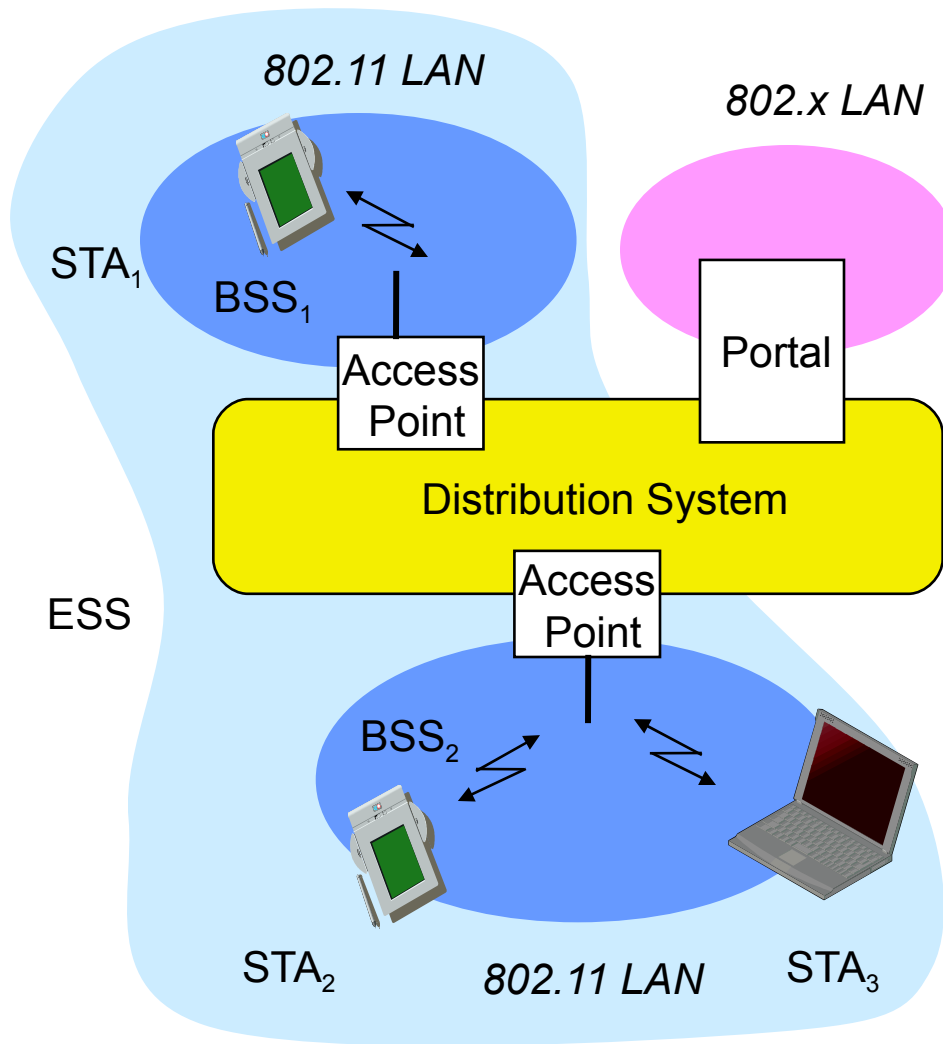 802.11 LAN
802.x LAN
STA₁
BSS₁
Access
Point
Portal
Distribution System
Access
Point
ESS
BSS₂
STA₂
802.11 LAN
STA₃